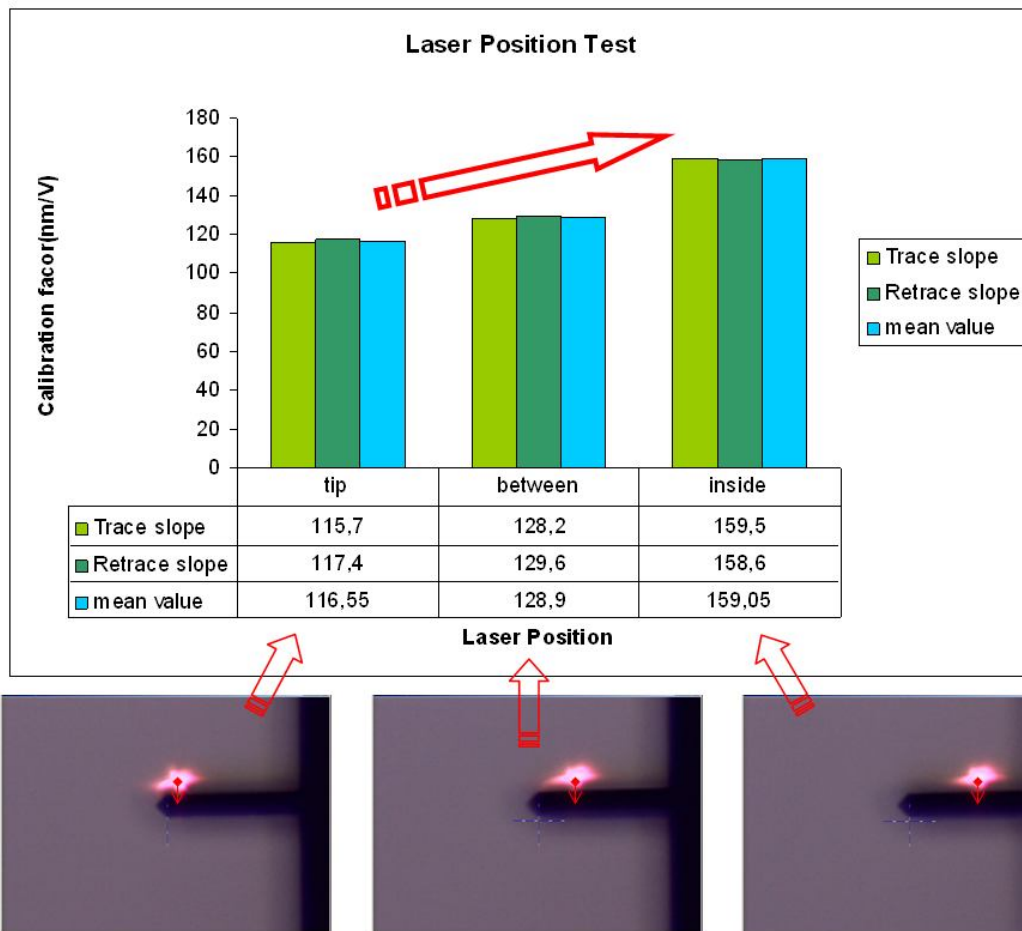 Laser Position Test
Calibration facor(nm/V)
180
160
140
120
100
80
60
40
20
0
Trace slope
Retrace slope
mean value
tip between inside
Trace slope 115,7 128,2 159,5
Retrace slope 117,4 129,6 158,6
mean value 116,55 128,9 159,05
Laser Position